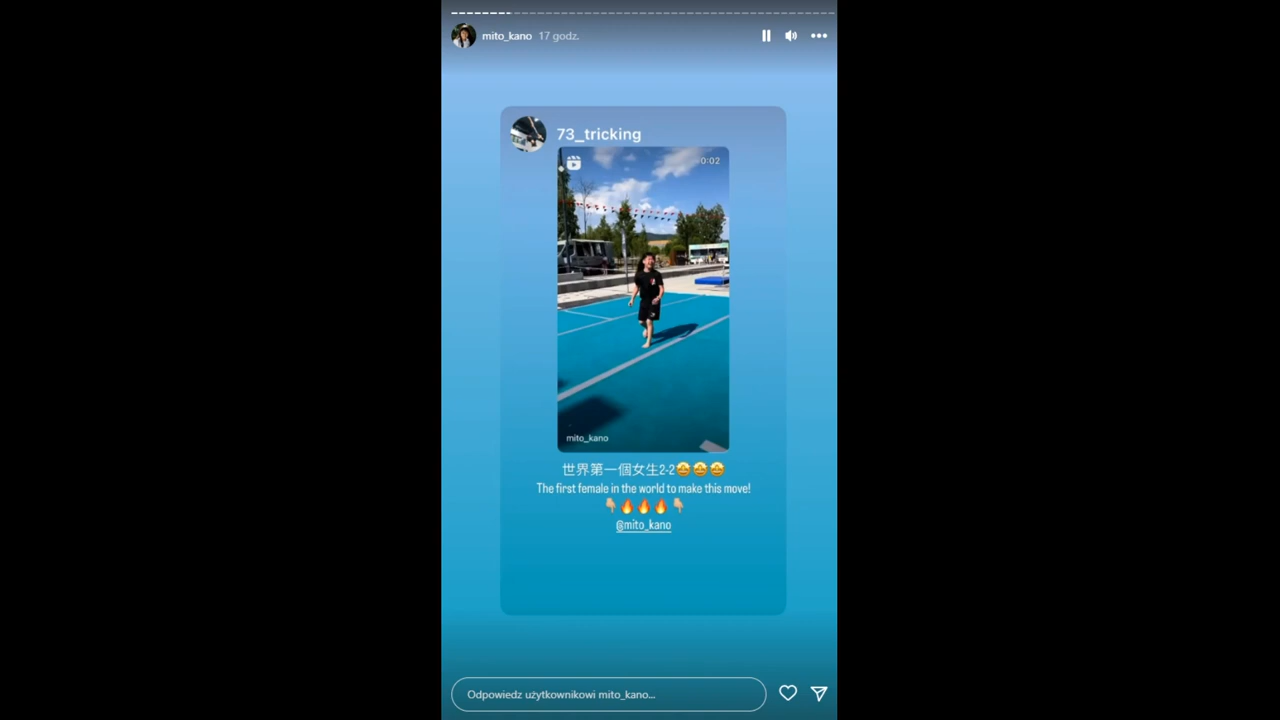 mito_kano 17 godz.
73_tricking
0:02
mito_kano
世界第一個女生2-2🤩🤩🤩
The first female in the world to make this move!
👇🏼🔥🔥🔥👇🏼
@mito_kano
Odpowiedz użytkownikowi mito_kano...